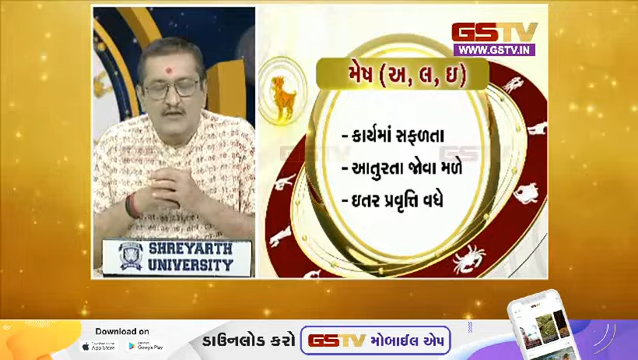 GSTV
WWW.GSTV.IN
મેષ (અ, લ, ઇ)
- કાર્યમાં સફળતા
- આતુરતા જોવા મળે
- ઇતર પ્રવૃત્તિ વધે
SHREYARTH
UNIVERSITY
Download on
App Store
Google Play
ડાઉનલોડ કરો GSTV મોબાઈલ એપ